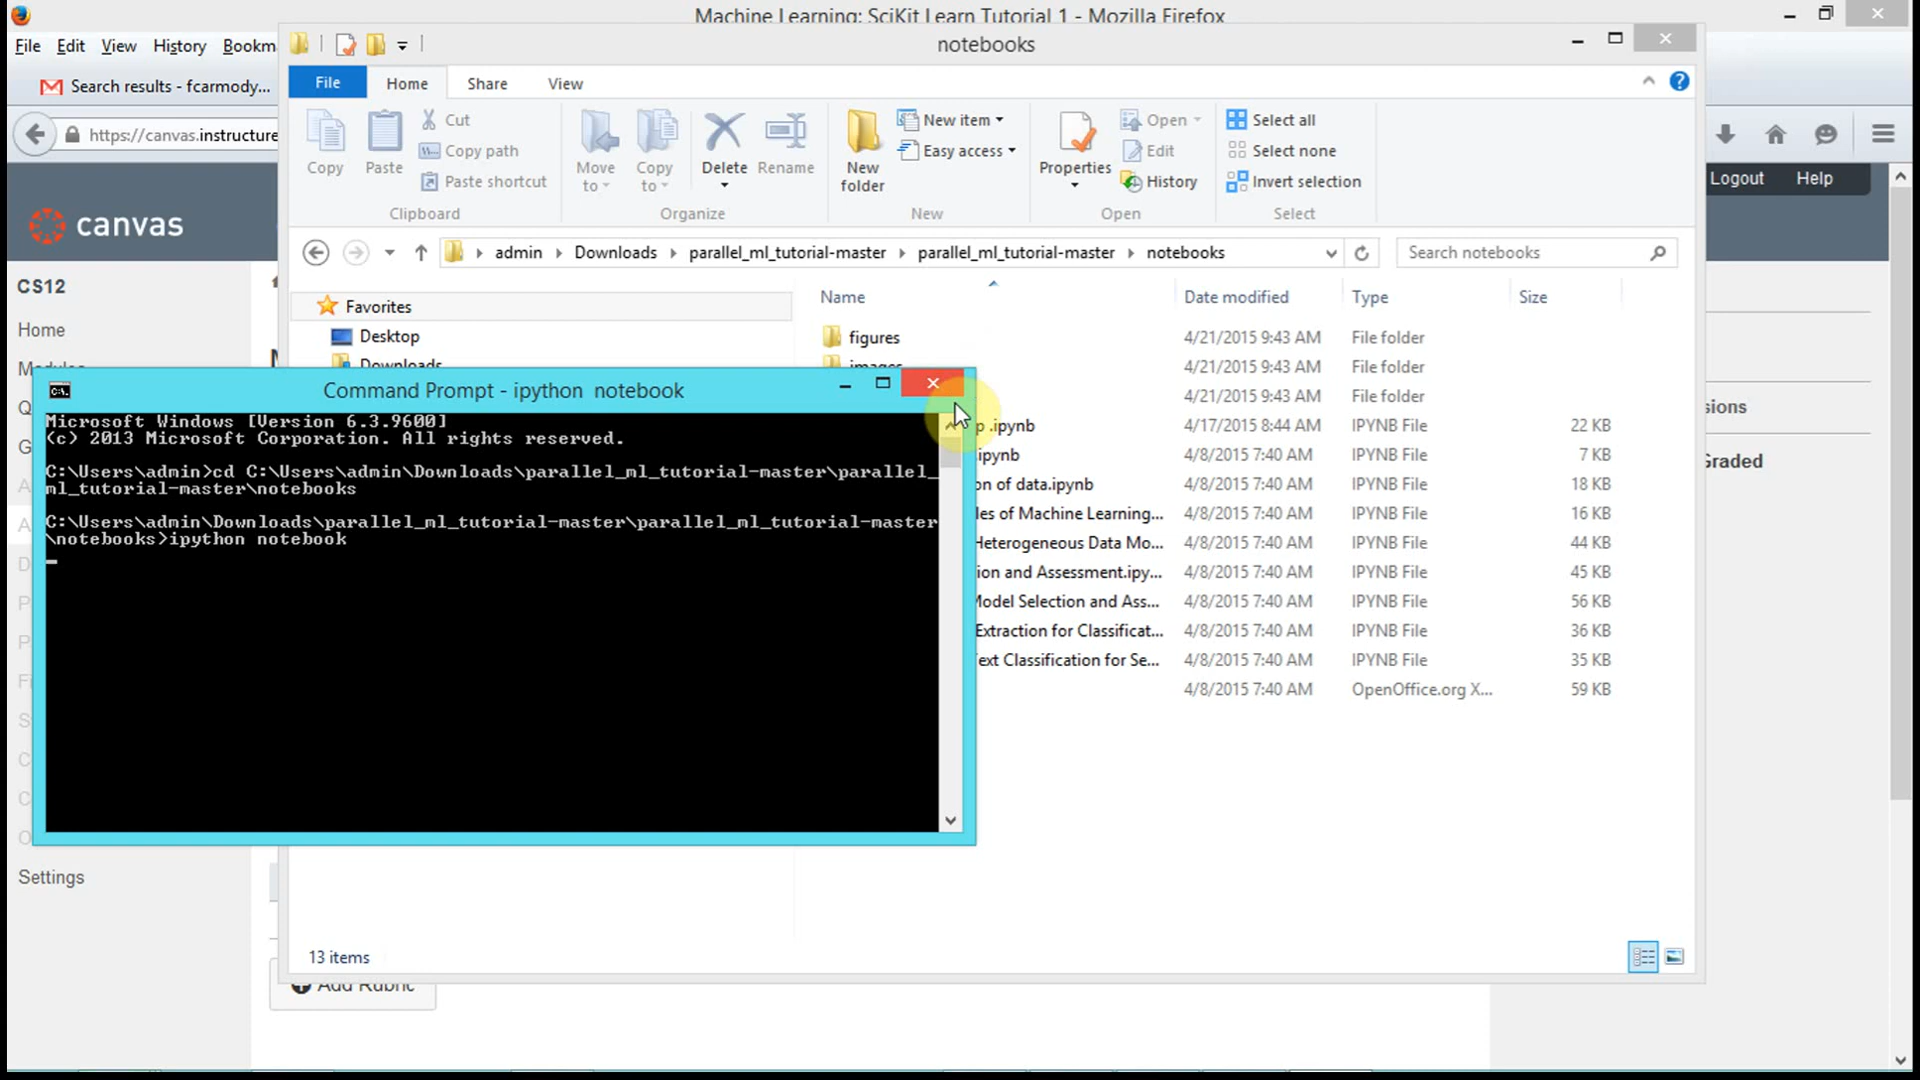 Machine Learning: SciKit Learn Tutorial 1 - Mozilla Firefox
File Edit View History Bookm
notebooks
Search results - fcarmody...
https://canvas.instructure
File Home Share View
Copy
Paste
Cut
Copy path
Paste shortcut
Clipboard
Move to
Copy to
Delete
Rename
Organize
New folder
New item
Easy access
New
Properties
Open
Edit
History
Open
Select all
Select none
Invert selection
Select
Logout Help
canvas
admin Downloads parallel_ml_tutorial-master parallel_ml_tutorial-master notebooks
Search notebooks
CS12
Home
Settings
Favorites
Desktop
Downloads
Name Date modified Type Size
figures 4/21/2015 9:43 AM File folder
images 4/21/2015 9:43 AM File folder
4/21/2015 9:43 AM File folder
p .ipynb 4/17/2015 8:44 AM IPYNB File 22 KB
.ipynb 4/8/2015 7:40 AM IPYNB File 7 KB
on of data.ipynb 4/8/2015 7:40 AM IPYNB File 18 KB
les of Machine Learning... 4/8/2015 7:40 AM IPYNB File 16 KB
Heterogeneous Data Mo... 4/8/2015 7:40 AM IPYNB File 44 KB
ion and Assessment.ipy... 4/8/2015 7:40 AM IPYNB File 45 KB
Model Selection and Ass... 4/8/2015 7:40 AM IPYNB File 56 KB
Extraction for Classificat... 4/8/2015 7:40 AM IPYNB File 36 KB
Text Classification for Se... 4/8/2015 7:40 AM IPYNB File 35 KB
4/8/2015 7:40 AM OpenOffice.org X... 59 KB
sions
Graded
Command Prompt - ipython notebook
Microsoft Windows [Version 6.3.9600]
(c) 2013 Microsoft Corporation. All rights reserved.
C:\Users\admin>cd C:\Users\admin\Downloads\parallel_ml_tutorial-master\parallel_
ml_tutorial-master\notebooks
C:\Users\admin\Downloads\parallel_ml_tutorial-master\parallel_ml_tutorial-master
\notebooks>ipython notebook
13 items
Add Rubric